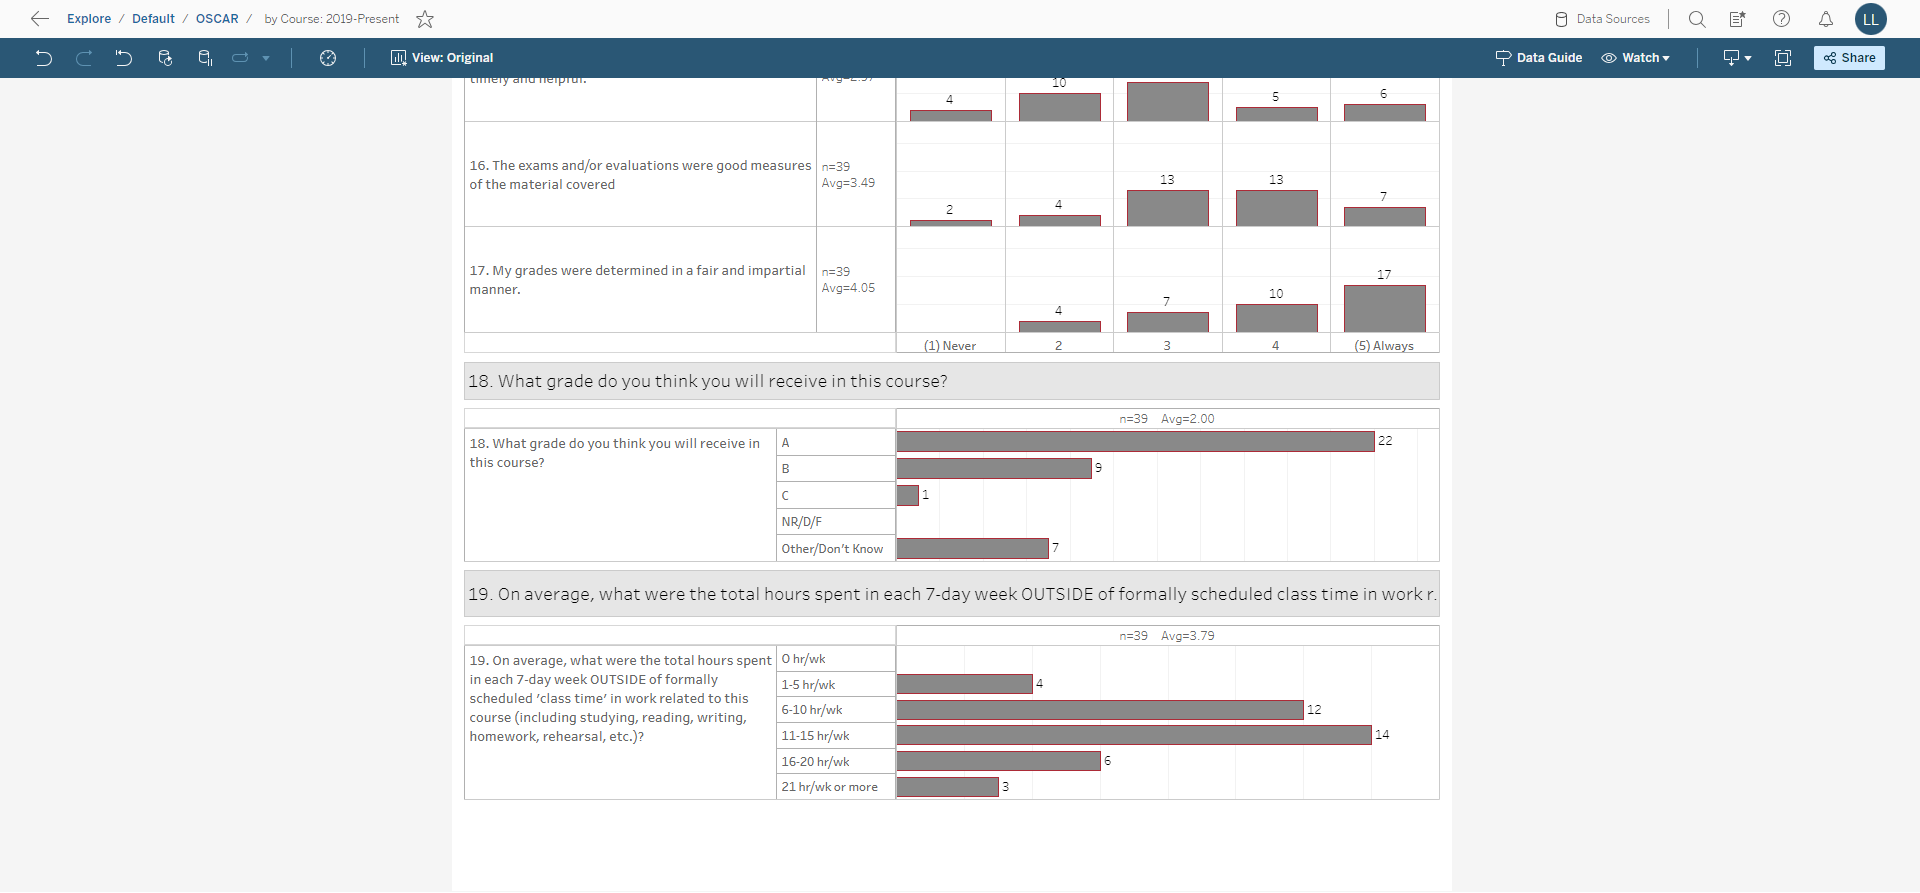 Explore / Default / OSCAR / by Course: 2019-Present
Data Sources
LL
View: Original
Data Guide
Watch
Share
timely and helpful.
Avg=2.97
4
10
5
6
16. The exams and/or evaluations were good measures
of the material covered
n=39
Avg=3.49
2
4
13
13
7
17. My grades were determined in a fair and impartial
manner.
n=39
Avg=4.05
4
7
10
17
(1) Never
2
3
4
(5) Always
18. What grade do you think you will receive in this course?
n=39 Avg=2.00
18. What grade do you think you will receive in
this course?
A
22
B
9
C
1
NR/D/F
Other/Don't Know
7
19. On average, what were the total hours spent in each 7-day week OUTSIDE of formally scheduled class time in work r.
n=39 Avg=3.79
19. On average, what were the total hours spent
in each 7-day week OUTSIDE of formally
scheduled ‘class time’ in work related to this
course (including studying, reading, writing,
homework, rehearsal, etc.)?
0 hr/wk
1-5 hr/wk
4
6-10 hr/wk
12
11-15 hr/wk
14
16-20 hr/wk
6
21 hr/wk or more
3